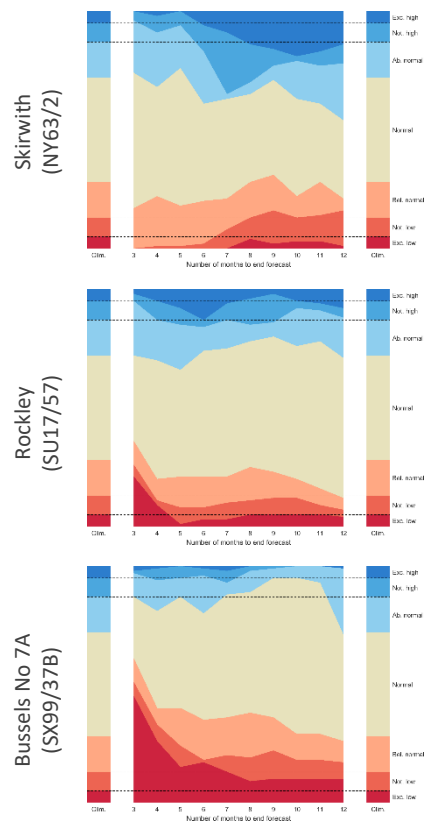 Skirwith
(NY63/2)
Exc. high
Not. high
Ab. normal
Normal
Bel. normal
Not. low
Exc. low
Clim. 3 4 5 6 7 8 9 10 11 12 Clim.
Number of months to end forecast
Rockley
(SU17/57)
Exc. high
Not. high
Ab. normal
Normal
Bel. normal
Not. low
Exc. low
Clim. 3 4 5 6 7 8 9 10 11 12 Clim.
Number of months to end forecast
Bussels No 7A
(SX99/37B)
Exc. high
Not. high
Ab. normal
Normal
Bel. normal
Not. low
Exc. low
Clim. 3 4 5 6 7 8 9 10 11 12 Clim.
Number of months to end forecast